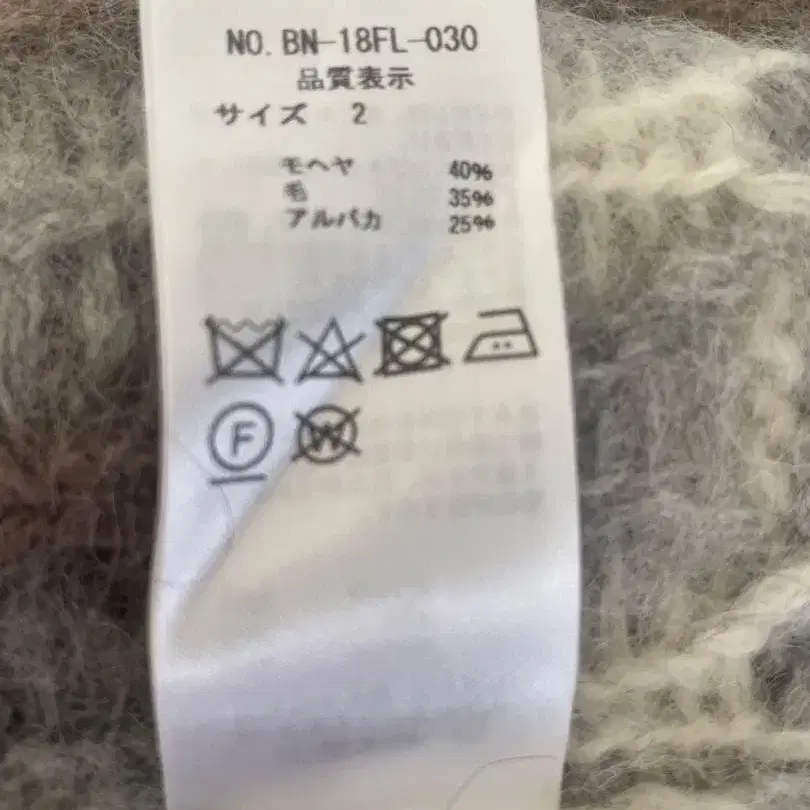 NO. BN-18FL-030
品質表示
サイズ 2
モヘヤ 40%
毛 35%
アルパカ 25%
F W